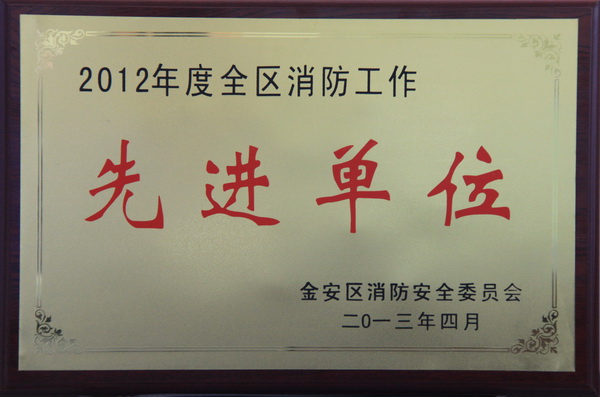 2012年度全区消防工作
先进单位
金安区消防安全委员会
二0一三年四月